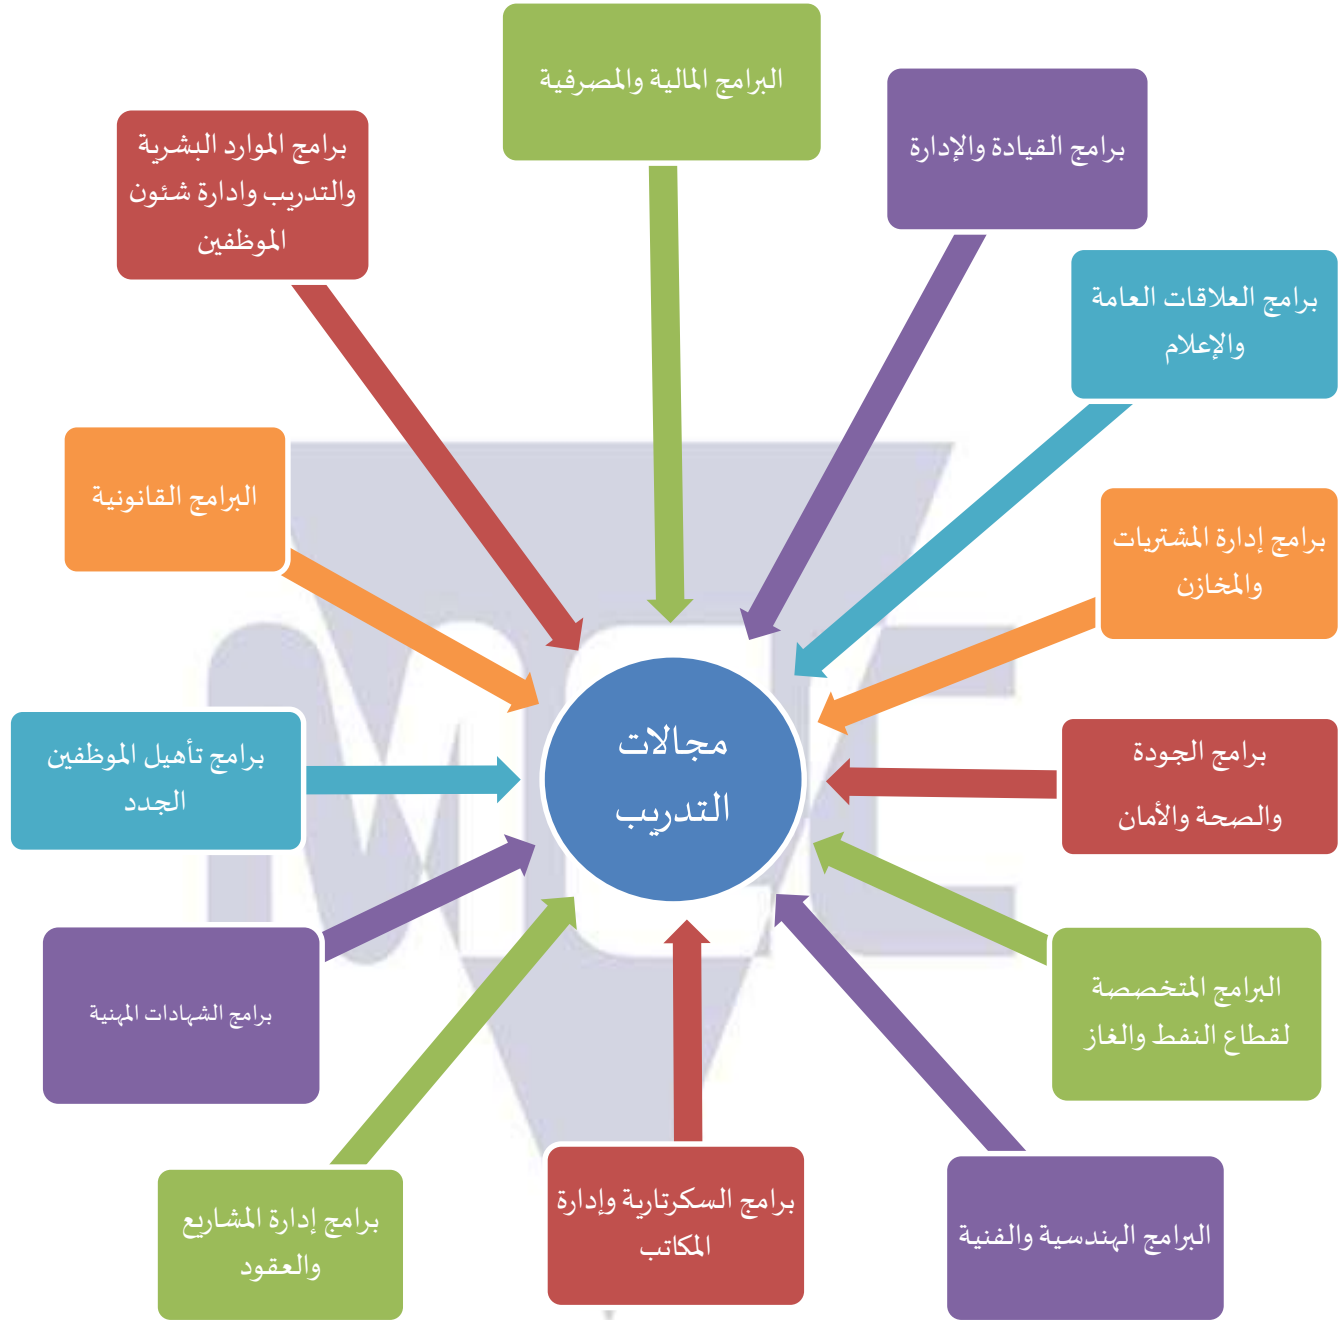 البرامج المالية والمصرفية
برامج القيادة والإدارة
برامج العلاقات العامة
والإعلام
برامج إدارة المشتريات
والمخازن
برامج الجودة
والصحة والأمان
البرامج المتخصصة
لقطاع النفط والغاز
البرامج الهندسية والفنية
برامج السكرتارية وإدارة
المكاتب
برامج إدارة المشاريع
والعقود
برامج الشهادات المهنية
برامج تأهيل الموظفين
الجدد
البرامج القانونية
برامج الموارد البشرية
والتدريب وادارة شئون
الموظفين
مجالات
التدريب